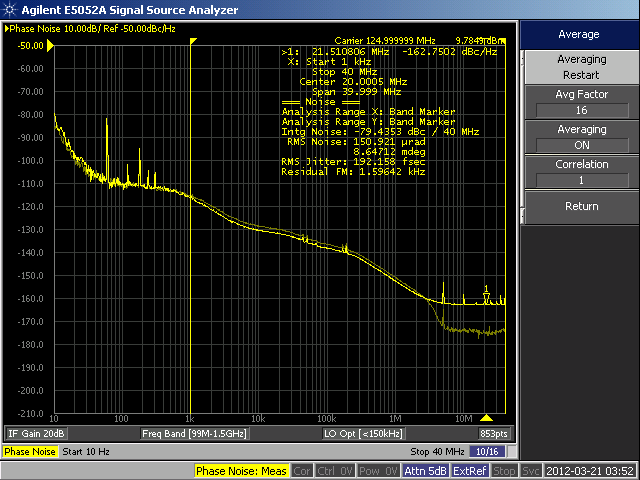 Agilent E5052A Signal Source Analyzer
Phase Noise 10.00dB/ Ref -50.00dBc/Hz
Carrier 124.999999 MHz 9.7849 dBm
-50.00
-60.00
-70.00
-80.00
-90.00
-100.0
-110.0
-120.0
-130.0
-140.0
-150.0
-160.0
-170.0
-180.0
-190.0
-200.0
-210.0
>1: 21.510806 MHz -162.7502 dBc/Hz
X: Start 1 kHz
Stop 40 MHz
Center 20.0005 MHz
Span 39.999 MHz
Noise
Analysis Range X: Band Marker
Analysis Range Y: Band Marker
Intg Noise: -79.4353 dBc / 40 MHz
RMS Noise: 150.921 µrad
8.64712 mdeg
RMS Jitter: 192.158 fsec
Residual FM: 1.59642 kHz
1
10 100 10k 100k 1M 10M
IF Gain 20dB Freq Band [99M-1.5GHz] LO Opt [<150kHz] 853pts
Phase Noise Start 10 Hz Stop 40 MHz 10/16
Phase Noise: Meas Cor Ctrl 0V Pow 0V Attn 5dB ExtRef Stop Svc 2012-03-21 03:52
Average
Averaging
Restart
Avg Factor
16
Averaging
ON
Correlation
1
Return